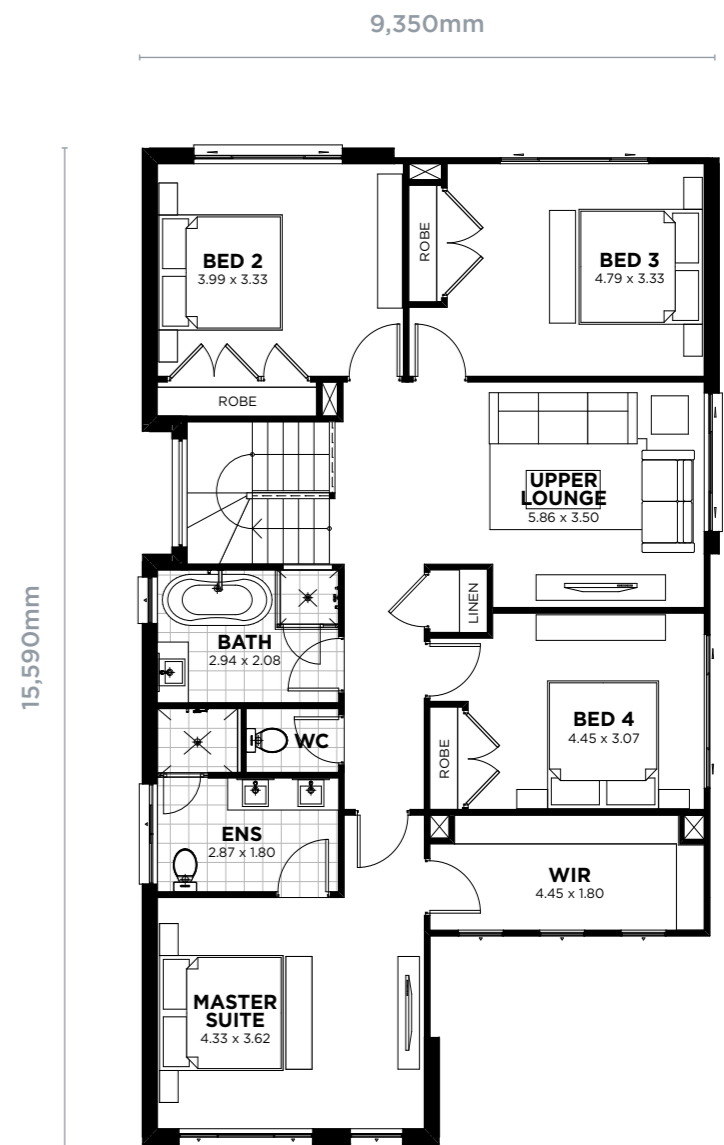 9,350mm
15,590mm
BED 2
3.99 x 3.33
ROBE
BED 3
4.79 x 3.33
ROBE
UPPER
LOUNGE
5.86 x 3.50
LINEN
BATH
2.94 x 2.08
WC
BED 4
4.45 x 3.07
ROBE
ENS
2.87 x 1.80
WIR
4.45 x 1.80
MASTER
SUITE
4.33 x 3.62